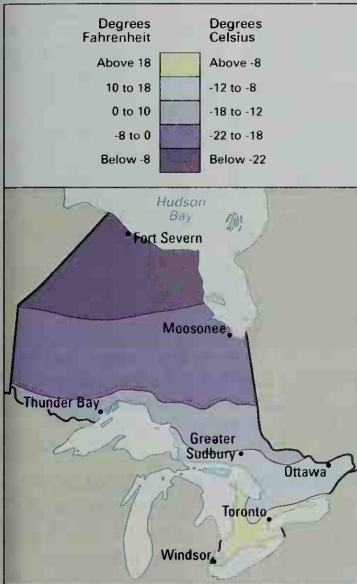 Degrees Fahrenheit Degrees Celsius
Above 18 Above -8
10 to 18 -12 to -8
0 to 10 -18 to -12
-8 to 0 -22 to -18
Below -8 Below -22
Hudson
Bay
Fort Severn
Moosonee
Thunder Bay
Greater
Sudbury
Ottawa
Toronto
Windsor